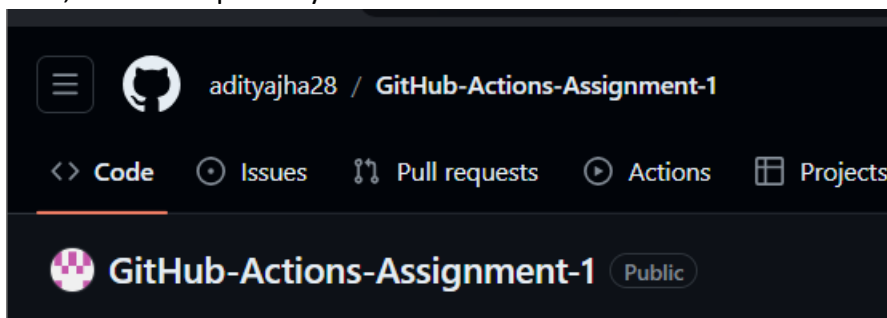 adityajha28 / GitHub-Actions-Assignment-1
<> Code Issues Pull requests Actions Projects
GitHub-Actions-Assignment-1 Public